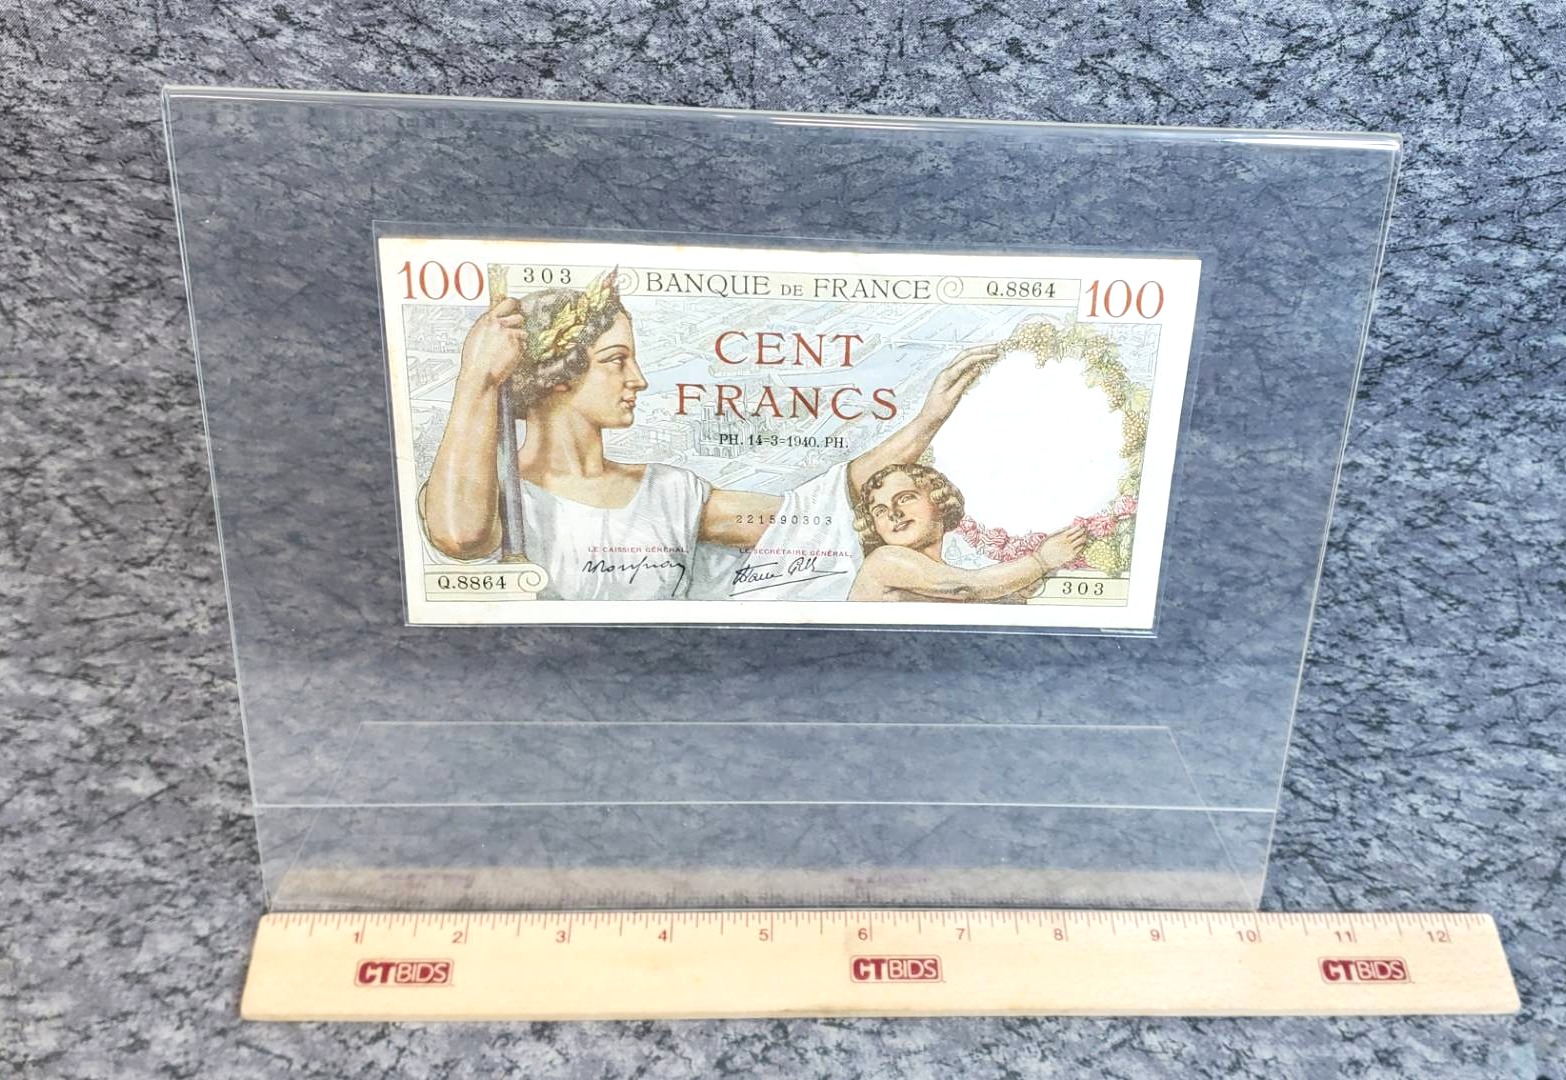 100 303 BANQUE DE FRANCE Q.8864 100
CENT
FRANCS
PH. 14=3=1940. PH.
221590303
LE CAISSIER GÉNÉRAL, LE SECRÉTAIRE GÉNÉRAL,
Q.8864 303
1 2 3 4 5 6 7 8 9 10 11 12
CTBIDS CTBIDS CTBIDS